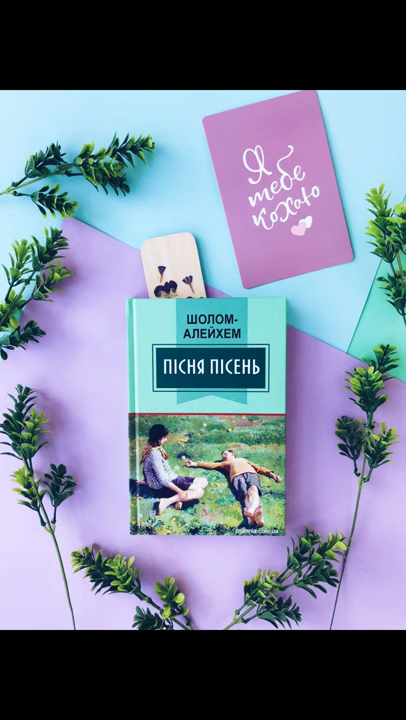 Я
тебе
кохаю
ШОЛОМ-
АЛЕЙХЕМ
ПІСНЯ ПІСЕНЬ